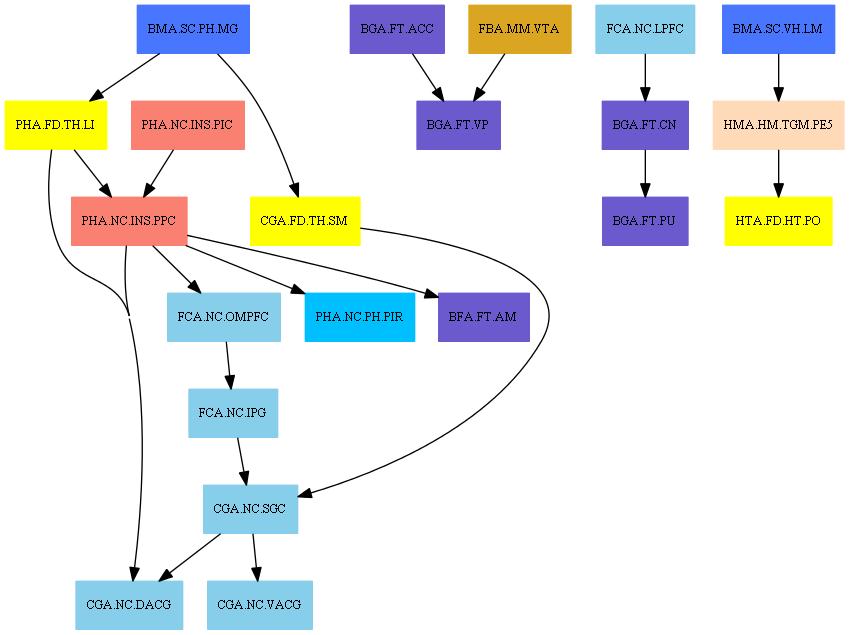 BMA.SC.PH.MG
BGA.FT.ACC
FBA.MM.VTA
FCA.NC.LPFC
BMA.SC.VH.LM
PHA.FD.TH.LI
PHA.NC.INS.PIC
BGA.FT.VP
BGA.FT.CN
HMA.HM.TGM.PE5
PHA.NC.INS.PPC
CGA.FD.TH.SM
BGA.FT.PU
HTA.FD.HT.PO
FCA.NC.OMPFC
PHA.NC.PH.PIR
BFA.FT.AM
FCA.NC.IPG
CGA.NC.SGC
CGA.NC.DACG
CGA.NC.VACG